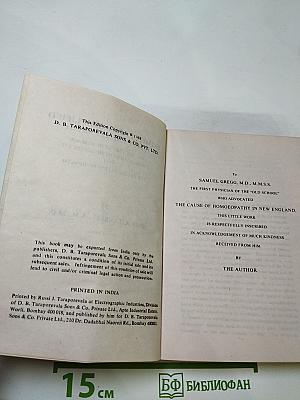 This Edition Copyright ©
D. B. TARAPOREVALA SONS & CO. PVT. LTD.
This book may be exported from India only by the
publishers, D. B. Taraporevala Sons & Co. Private Ltd.
and this constitutes a condition of its initial sale and its
subsequent sales. Infringement of this condition of sale will
lead to civil and/or criminal legal action and prosecution.
PRINTED IN INDIA
Printed by Russi J. Taraporevala at Electrographic Industries, Division
of D. B. Taraporevala Sons & Co. Private Ltd., Apte Industrial Estate,
Worli, Bombay 400018, and published by him for D. B. Taraporevala
Sons & Co. Private Ltd., 210 Dr. Dadabhai Naoroji Rd., Bombay 400001.
To
SAMUEL GREGG, M.D., M.M.S.S.
THE FIRST PHYSICIAN OF THE "OLD SCHOOL"
WHO ADVOCATED
THE CAUSE OF HOMOEOPATHY IN NEW ENGLAND,
THIS LITTLE WORK
IS RESPECTFULLY INSCRIBED
IN ACKNOWLEDGEMENT OF MUCH KINDNESS
RECEIVED FROM HIM
BY
THE AUTHOR
15 см
БФ БИБЛИОФАН